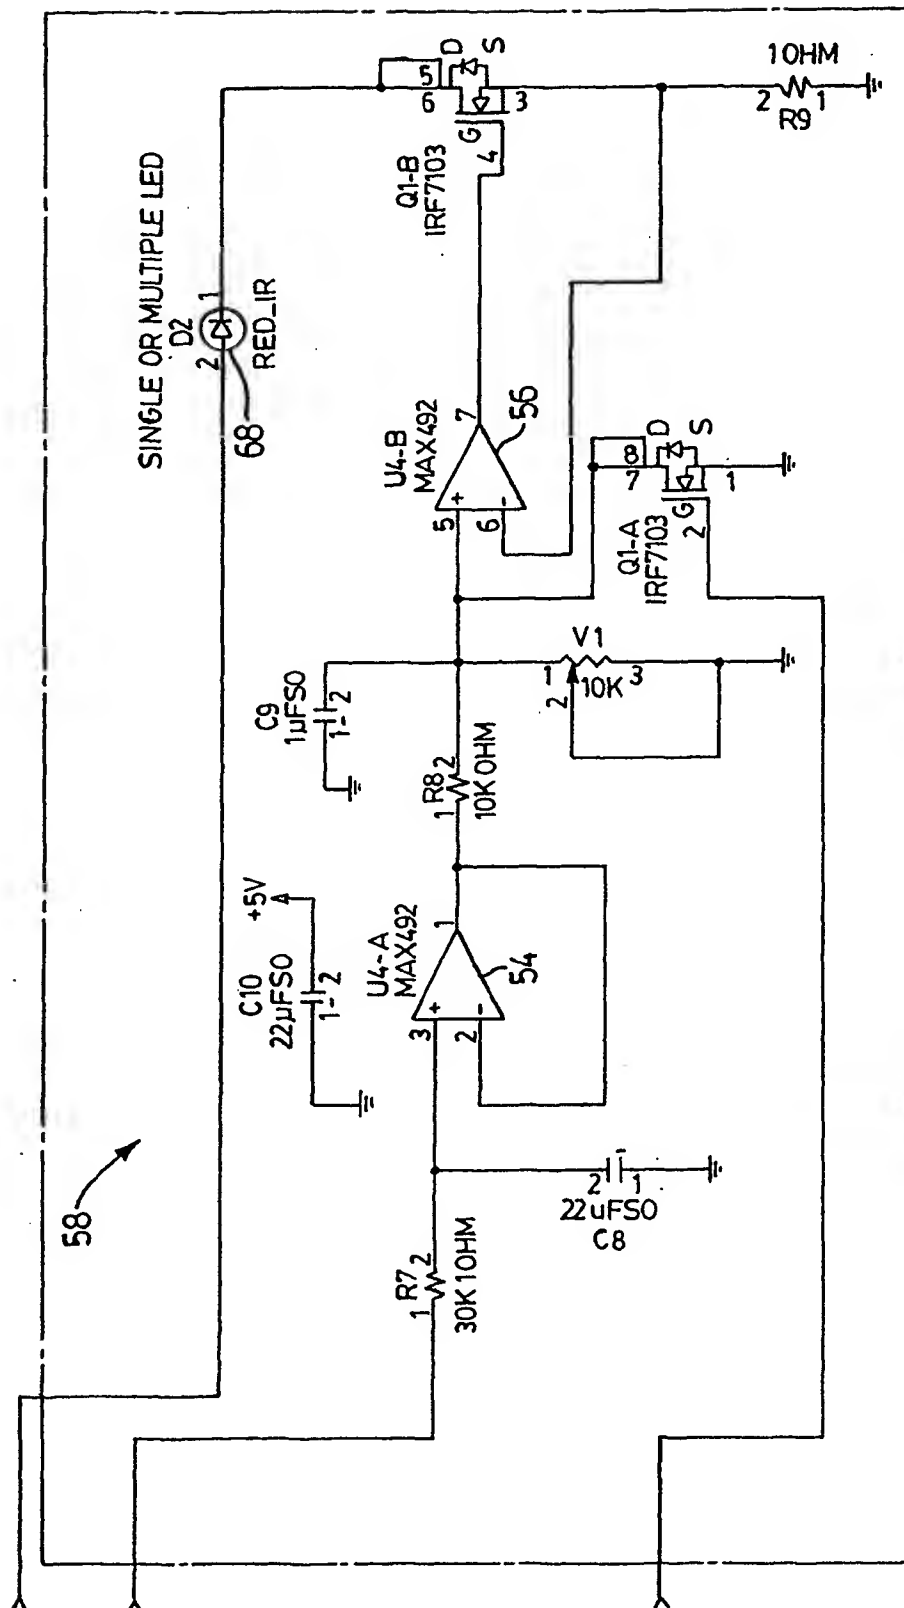 SINGLE OR MULTIPLE LED
D2
2 1
RED_IR
68
5
6
D
S
G
3
4
Q1-B
IRF7103
1OHM
2 1
R9
U4-B
MAX492
5
+
6
-
7
56
8
7
D
S
G
1
2
Q1-A
IRF7103
C9
1µFSO
1- 2
V1
1
10K
3
2
1 R8 2
10K OHM
+5V
C10
22µFSO
1- 2
U4-A
MAX492
3
+
2
-
1
54
58
1 R7 2
30K1OHM
2 - 1
22uFSO
C8